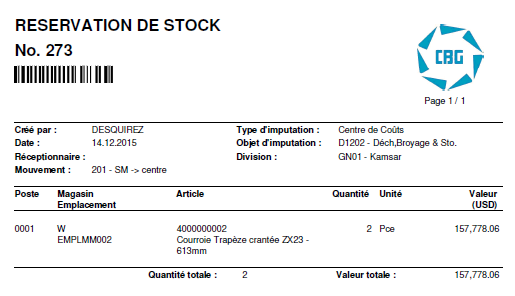 RESERVATION DE STOCK
No. 273
CBG
Page 1 / 1
Créé par : DESQUIREZ Type d'imputation : Centre de Coûts
Date : 14.12.2015 Objet d'imputation : D1202 - Déch,Broyage & Sto.
Réceptionnaire : Division : GN01 - Kamsar
Mouvement : 201 - SM -> centre
Poste Magasin Article Quantité Unité Valeur
Emplacement (USD)
0001 W 4000000002 2 Pce 157,778.06
EMPLMM002 Courroie Trapèze crantée ZX23 -
613mm
Quantité totale : 2 Valeur totale : 157,778.06